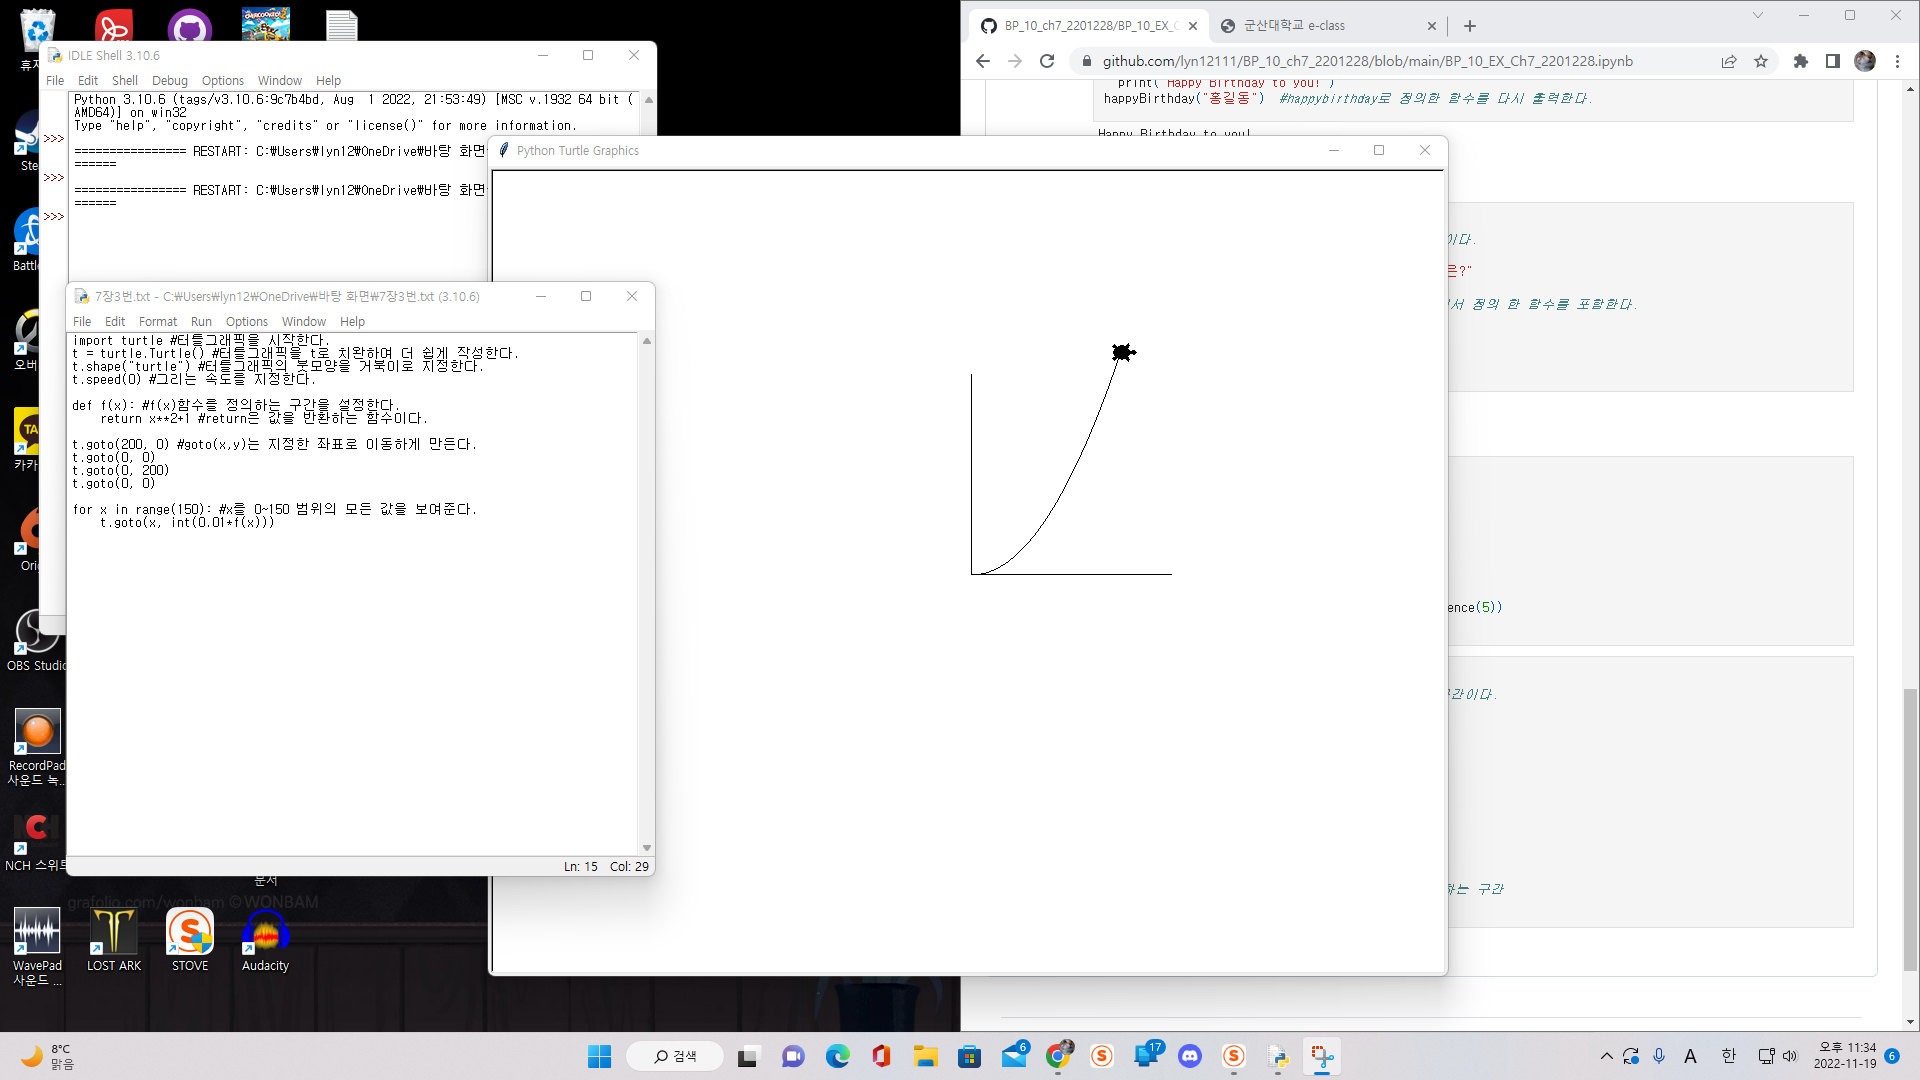 IDLE Shell 3.10.6
File Edit Shell Debug Options Window Help
Python 3.10.6 (tags/v3.10.6:9c7b4bd, Aug  1 2022, 21:53:49) [MSC v.1932 64 bit (
AMD64)] on win32
Type "help", "copyright", "credits" or "license()" for more information.
>>>
================ RESTART: C:₩Users₩lyn12₩OneDrive₩바탕 화면
======
>>>
================ RESTART: C:₩Users₩lyn12₩OneDrive₩바탕 화면
======
>>>
7장3번.txt - C:₩Users₩lyn12₩OneDrive₩바탕 화면₩7장3번.txt (3.10.6)
File Edit Format Run Options Window Help
import turtle #터틀그래픽을 시작한다.
t = turtle.Turtle() #터틀그래픽을 t로 치완하며 더 쉽게 작성한다.
t.shape("turtle") #터틀그래픽의 붓모양을 거북이로 지정한다.
t.speed(0) #그리는 속도를 지정한다.
def f(x): #f(x)함수를 정의하는 구간을 설정한다.
    return x**2+1 #return은 값을 반환하는 함수이다.
t.goto(200, 0) #goto(x,y)는 지정한 좌표로 이동하게 만든다.
t.goto(0, 0)
t.goto(0, 200)
t.goto(0, 0)
for x in range(150): #x를 0~150 범위의 모든 값을 보여준다.
    t.goto(x, int(0.01*f(x)))
Ln: 15 Col: 29
Python Turtle Graphics
BP_10_ch7_2201228/BP_10_EX_C
군산대학교 e-class
github.com/lyn12111/BP_10_ch7_2201228/blob/main/BP_10_EX_Ch7_2201228.ipynb
print("Happy Birthday to you!")
happyBirthday("홍길동") #happybirthday로 정의한 함수를 다시 출력한다.
Happy Birthday to you!
이다.
은?"
서 정의 한 함수를 포함한다.
ence(5))
간이다.
하는 구간
휴지
Ste
Battl
오버
카카
Orig
OBS Studio
RecordPad
사운드 녹...
NCH 스위트
문서
grafolio.com/wonbam © WONBAM
WavePad
사운드 ...
LOST ARK
STOVE
Audacity
8°C
맑음
검색
6
17
A
한
오후 11:34
2022-11-19
6